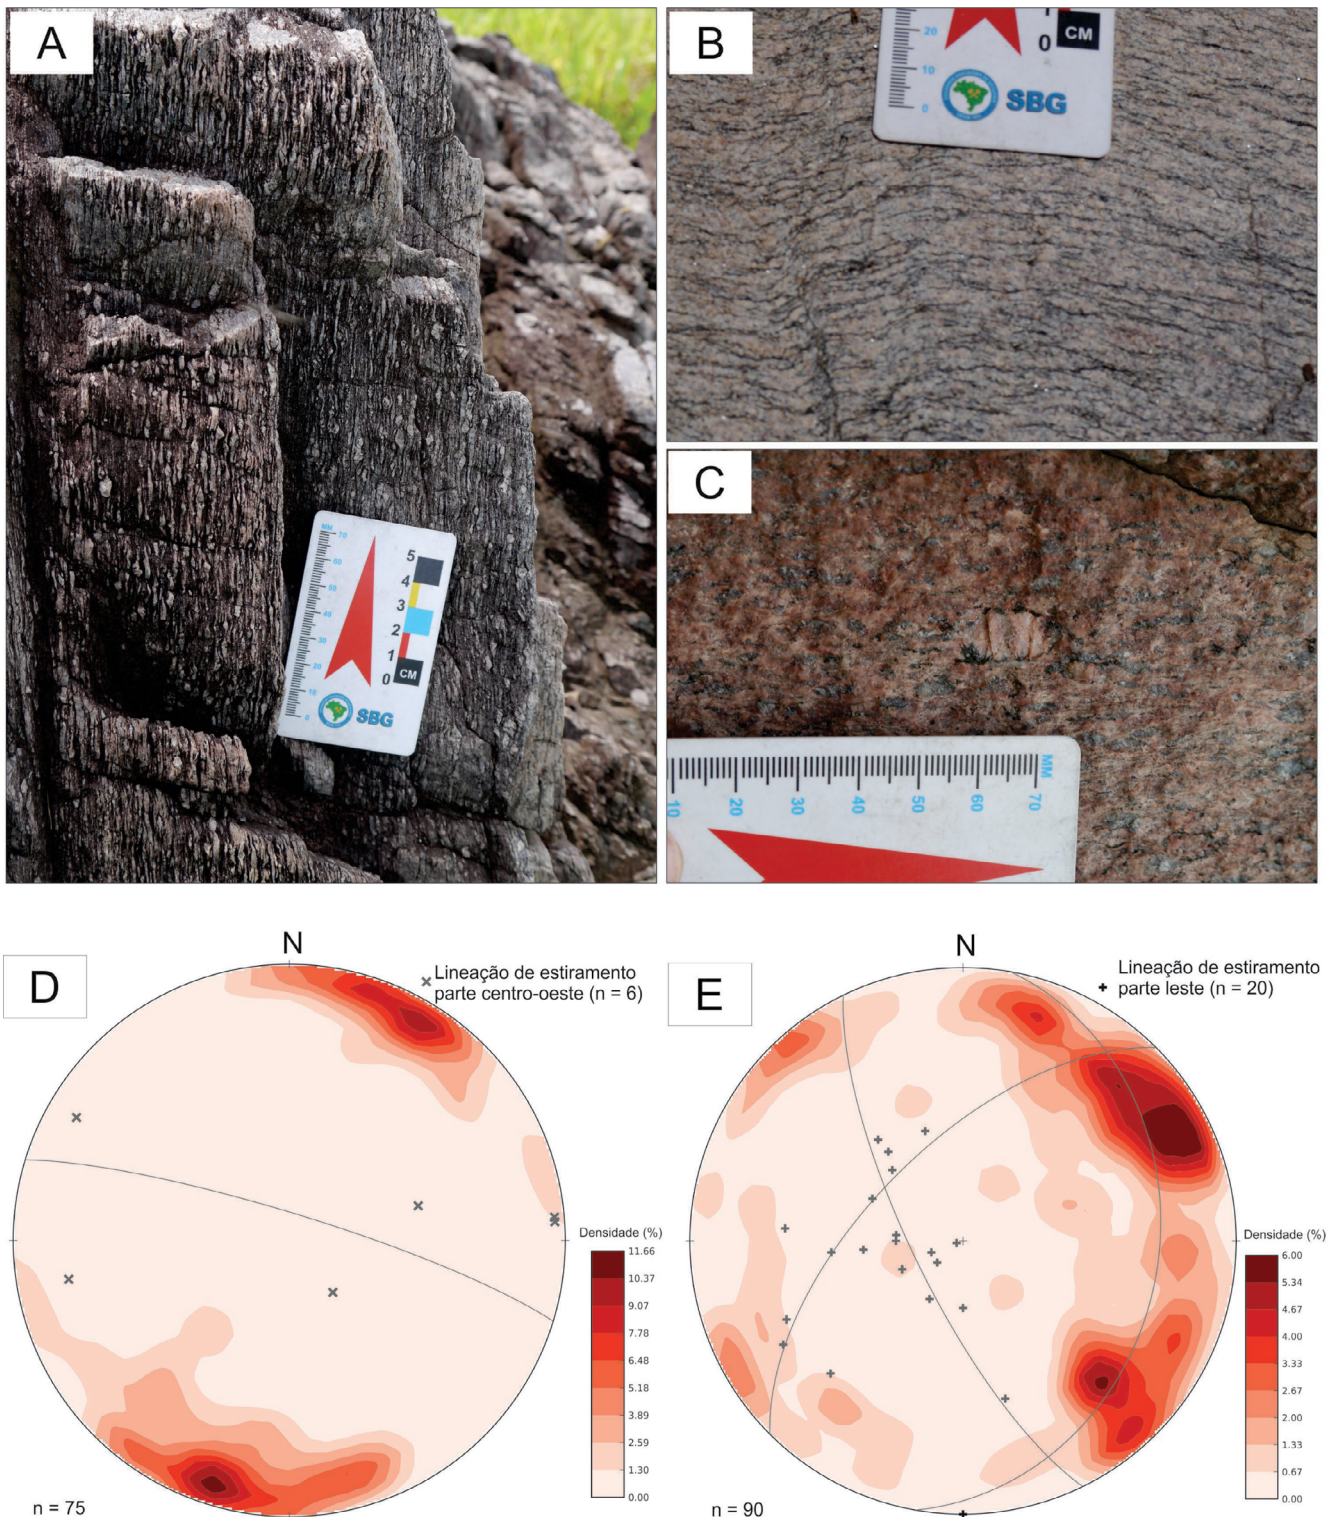 A
MM
70
60
50
40
30
20
10
0
5
4
3
2
1
0
CM
SBG
B
20
10
0
0
CM
SBG
C
10
20
30
40
50
60
70
MM
D
N
Lineação de estiramento
parte centro-oeste (n = 6)
Densidade (%)
11.66
10.37
9.07
7.78
6.48
5.18
3.89
2.59
1.30
0.00
n = 75
E
N
Lineação de estiramento
parte leste (n = 20)
Densidade (%)
6.00
5.34
4.67
4.00
3.33
2.67
2.00
1.33
0.67
0.00
n = 90